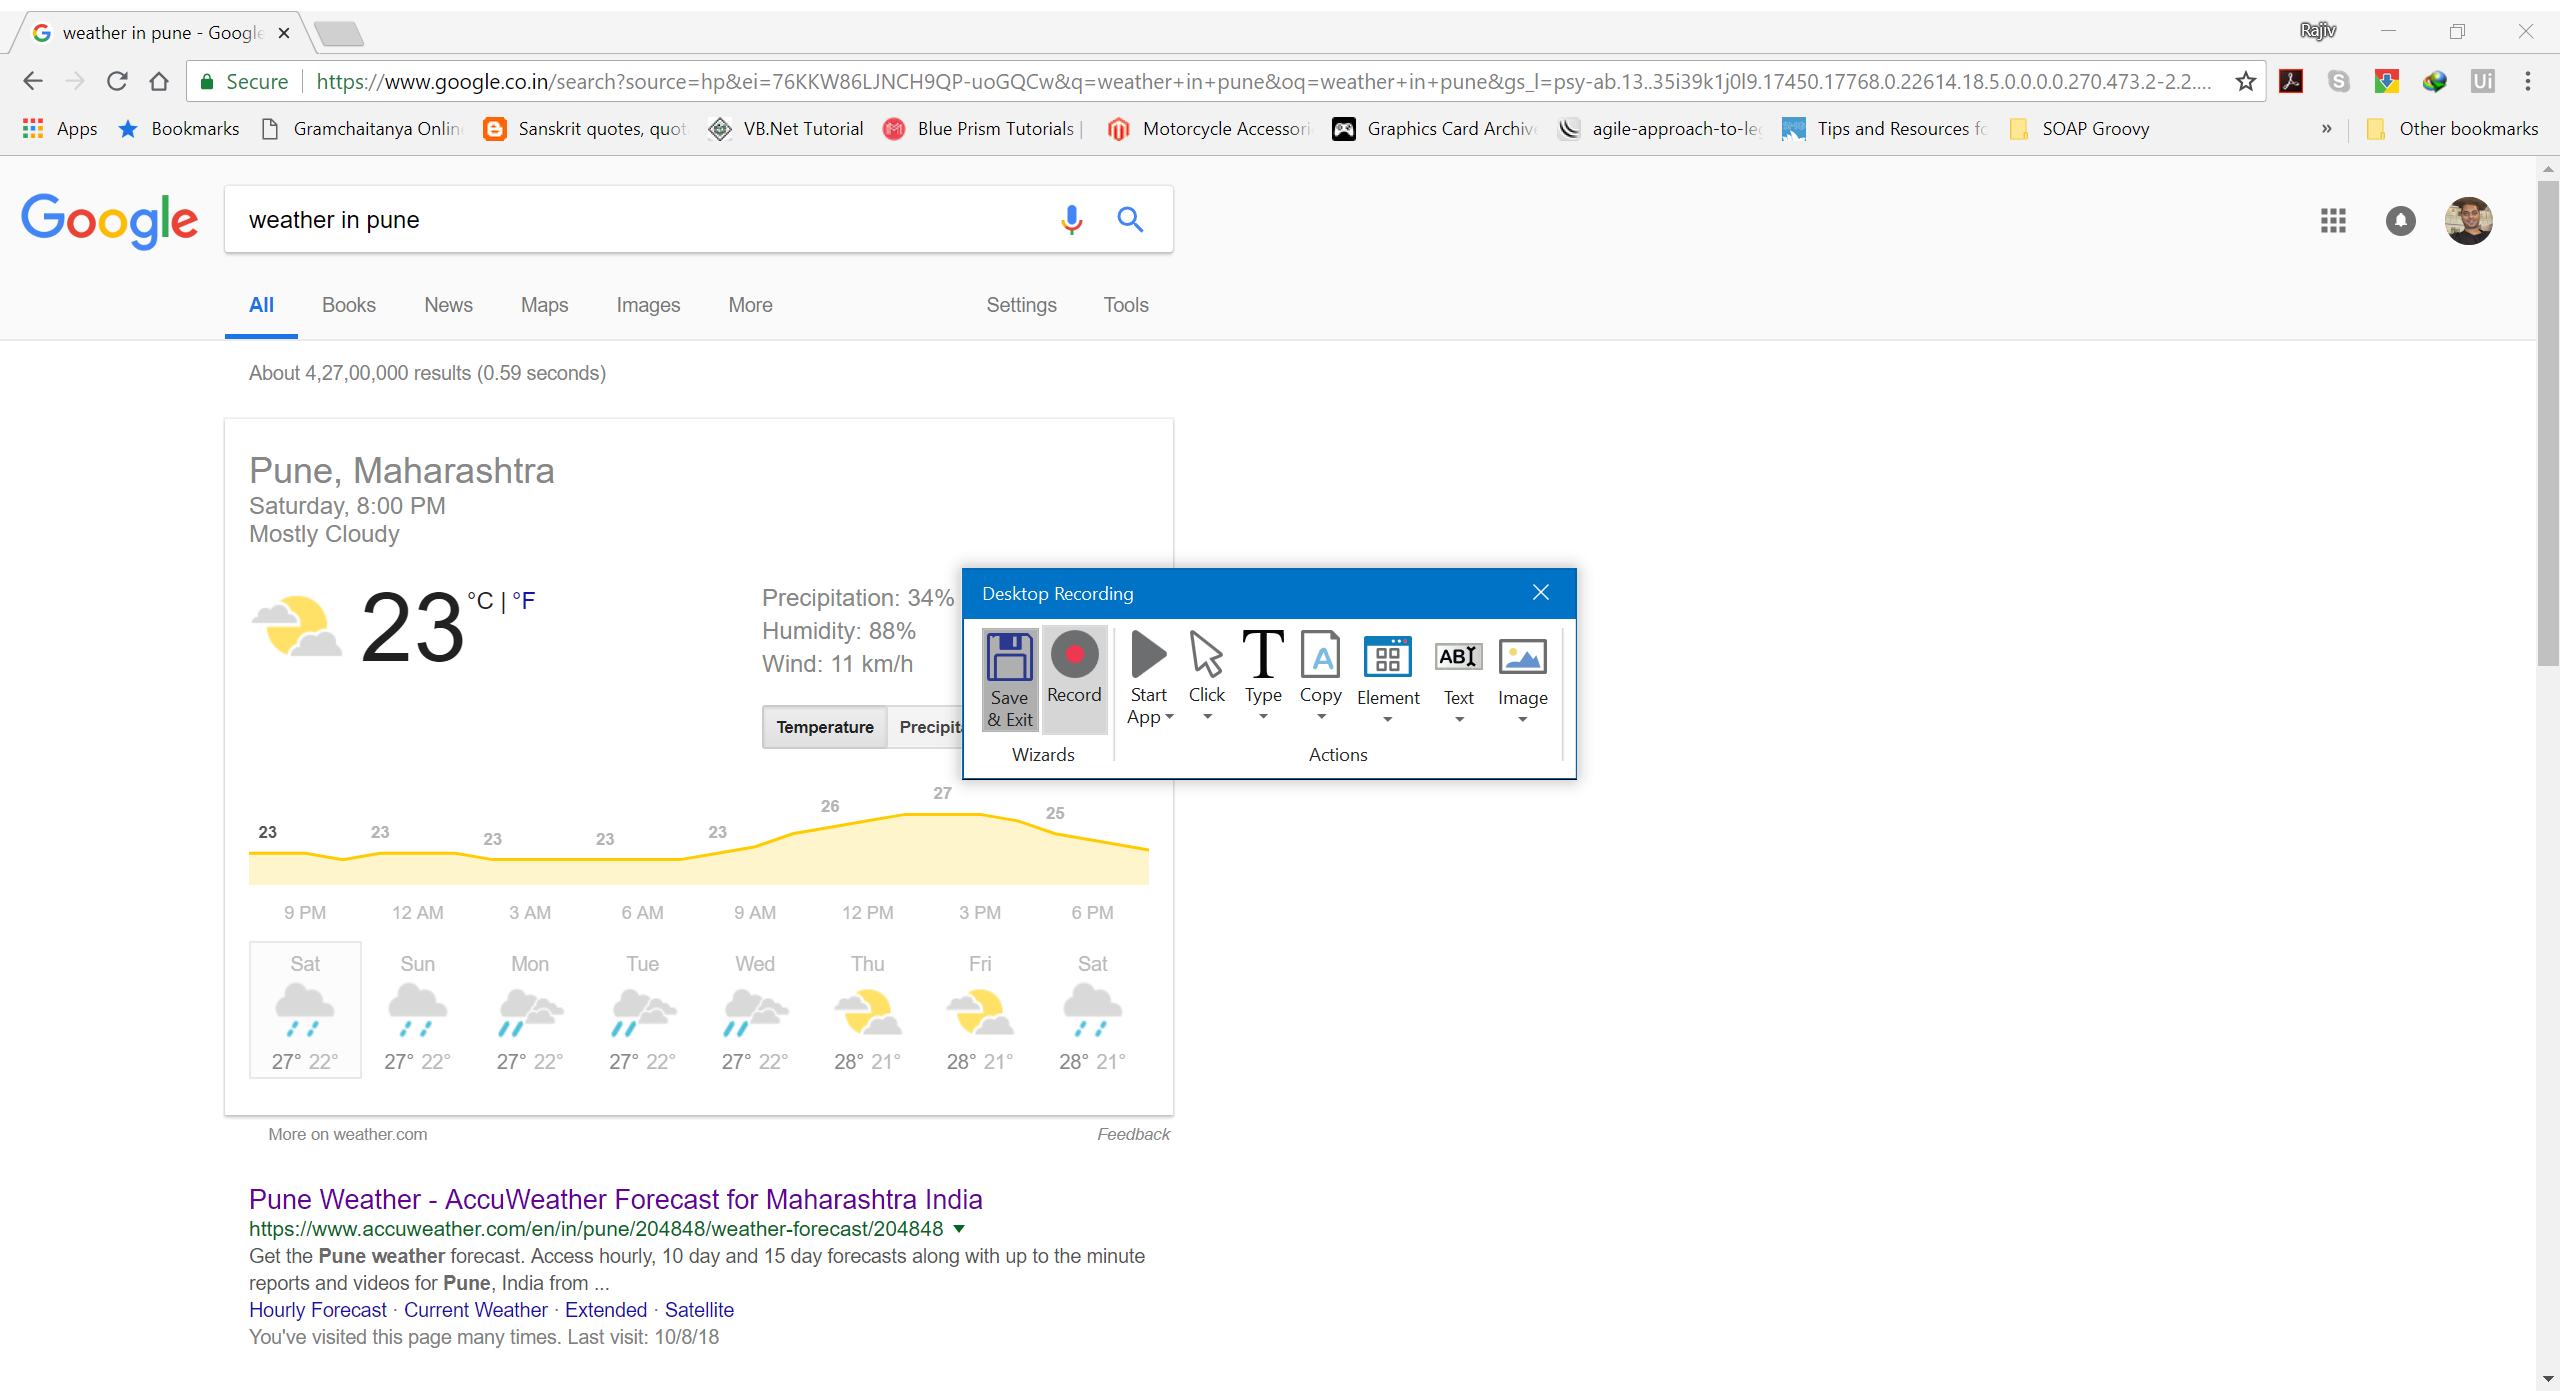 weather in pune - Google
Rajiv
Secure
https://www.google.co.in/search?source=hp&ei=76KKW86LJNCH9QP-uoGQCw&q=weather+in+pune&oq=weather+in+pune&gs_l=psy-ab.13..35i39k1j0l9.17450.17768.0.22614.18.5.0.0.0.0.270.473.2-2.2....
Apps Bookmarks Gramchaitanya Online Sanskrit quotes, quot VB.Net Tutorial Blue Prism Tutorials | Motorcycle Accessori Graphics Card Archiv agile-approach-to-leg Tips and Resources fo SOAP Groovy » Other bookmarks
Google
weather in pune
All Books News Maps Images More Settings Tools
About 4,27,00,000 results (0.59 seconds)
Pune, Maharashtra
Saturday, 8:00 PM
Mostly Cloudy
23 °C | °F
Precipitation: 34%
Humidity: 88%
Wind: 11 km/h
Temperature Precipit
Desktop Recording
Save & Exit
Record
Start App
Click
Type
Copy
Element
ABI
Text
Image
Wizards
Actions
23 23 23 23 23 26 27 25
9 PM 12 AM 3 AM 6 AM 9 AM 12 PM 3 PM 6 PM
Sat Sun Mon Tue Wed Thu Fri Sat
27° 22° 27° 22° 27° 22° 27° 22° 27° 22° 28° 21° 28° 21° 28° 21°
More on weather.com
Feedback
Pune Weather - AccuWeather Forecast for Maharashtra India
https://www.accuweather.com/en/in/pune/204848/weather-forecast/204848
Get the Pune weather forecast. Access hourly, 10 day and 15 day forecasts along with up to the minute
reports and videos for Pune, India from ...
Hourly Forecast · Current Weather · Extended · Satellite
You've visited this page many times. Last visit: 10/8/18